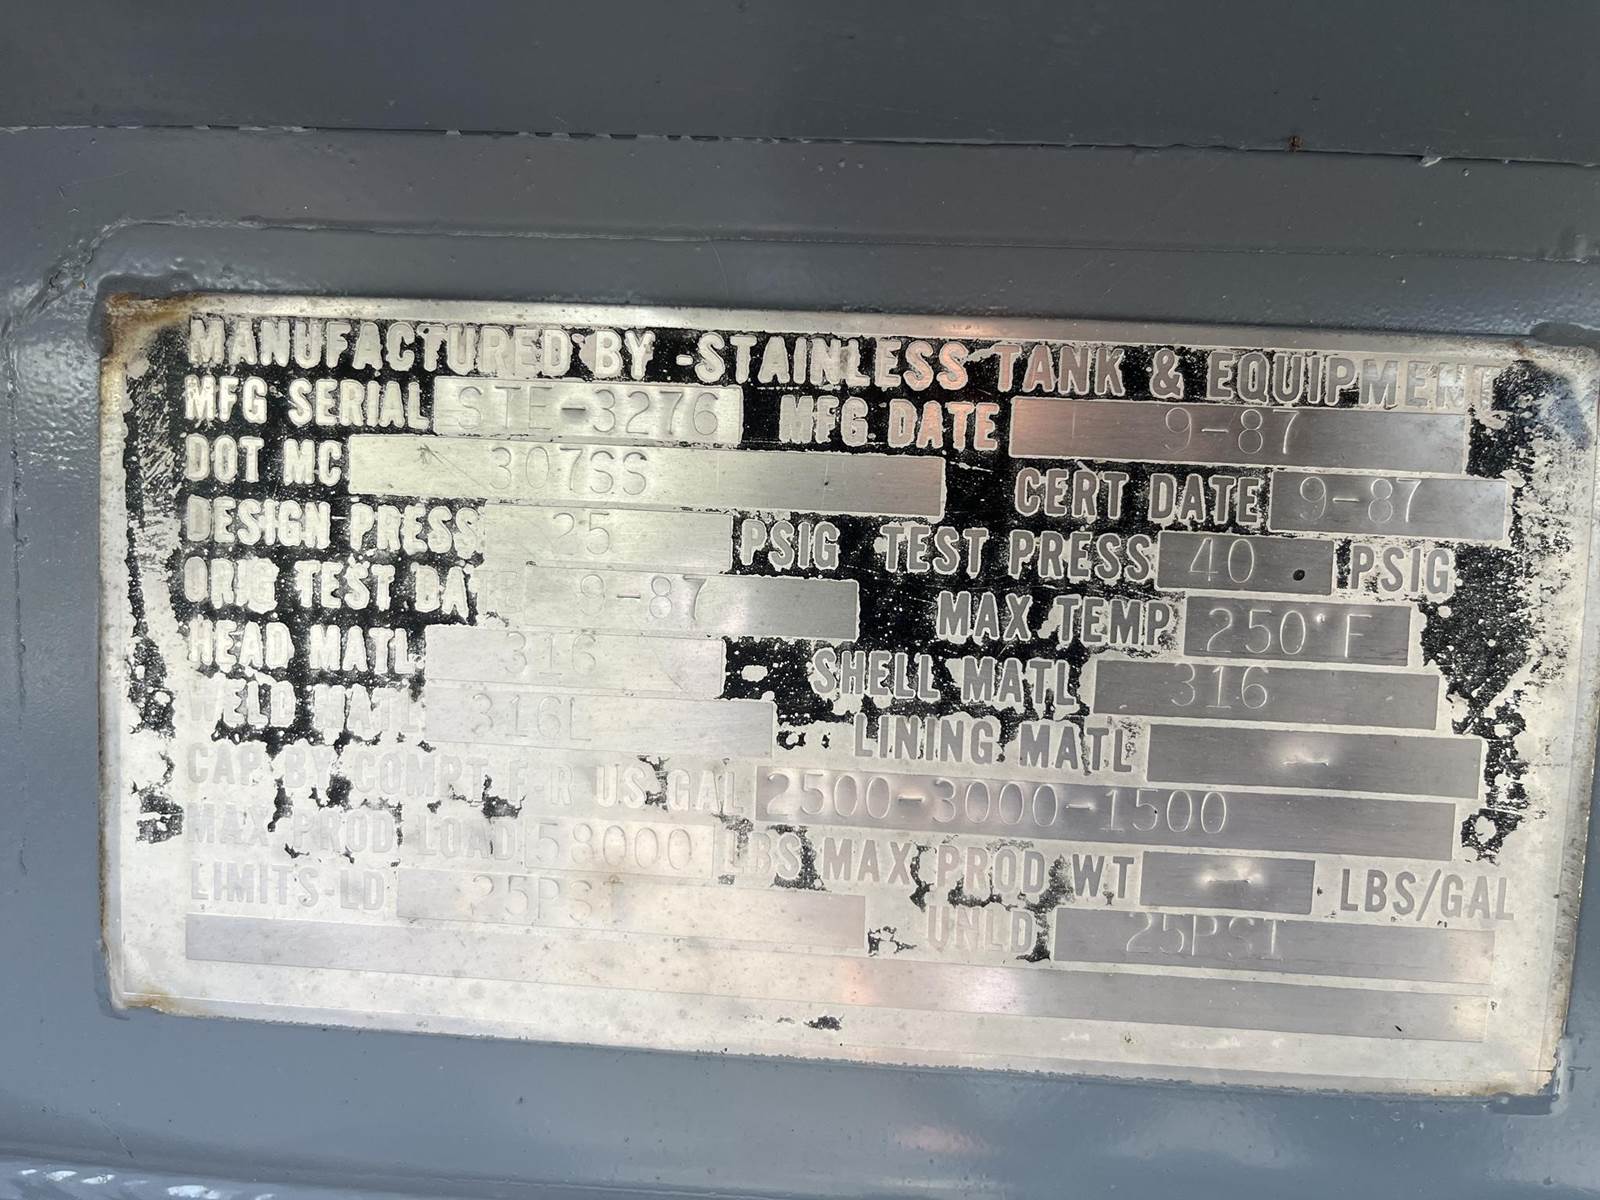 MANUFACTURED BY - STAINLESS TANK & EQUIPMENT
MFG SERIAL STE-3276 MFG DATE 9-87
DOT MC 307SS CERT DATE 9-87
DESIGN PRESS 25 PSIG TEST PRESS 40 PSIG
ORIG TEST DATE 9-87 MAX TEMP 250°F
HEAD MATL 316 SHELL MATL 316
WELD MATL 316L LINING MATL -
CAP. BY COMPT F-R US GAL 2500-3000-1500
MAX PROD LOAD 58000 LBS MAX PROD WT - LBS/GAL
LIMITS-LD 25PSI UNLD 25PSI